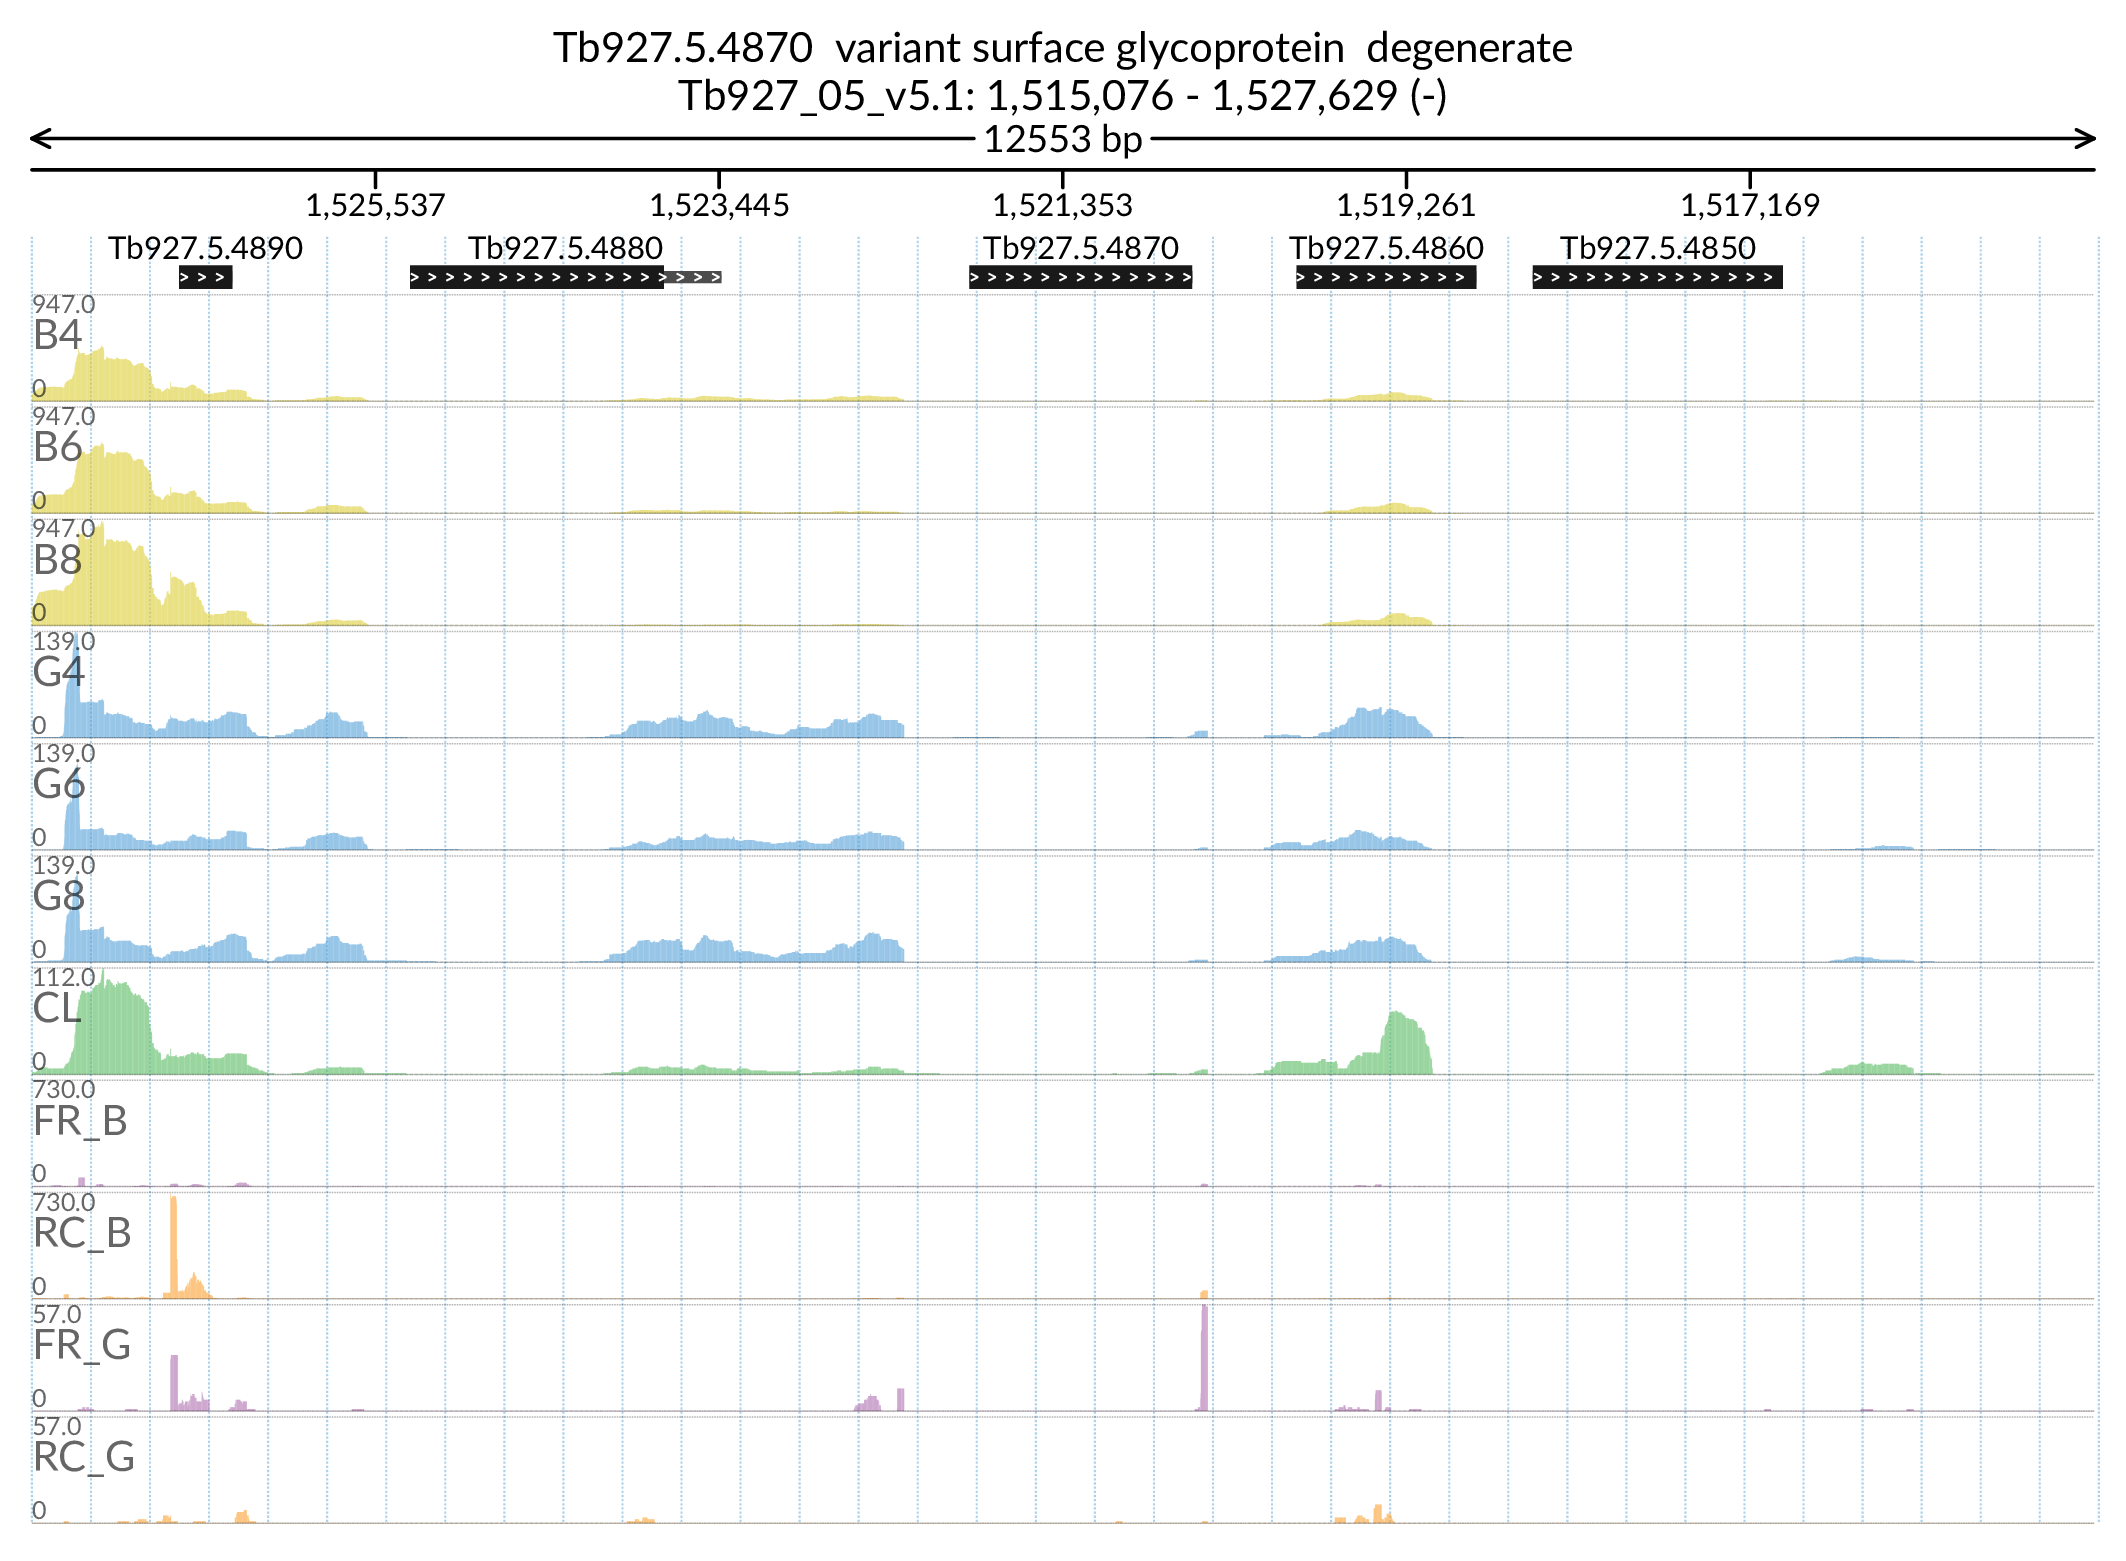 Tb927.5.4870  variant surface glycoprotein  degenerate
Tb927_05_v5.1: 1,515,076 - 1,527,629 (-)
12553 bp
1,525,537 1,523,445 1,521,353 1,519,261 1,517,169
Tb927.5.4890 Tb927.5.4880 Tb927.5.4870 Tb927.5.4860 Tb927.5.4850
947.0
B4
0
947.0
B6
0
947.0
B8
0
139.0
G4
0
139.0
G6
0
139.0
G8
0
112.0
CL
0
730.0
FR_B
0
730.0
RC_B
0
57.0
FR_G
0
57.0
RC_G
0